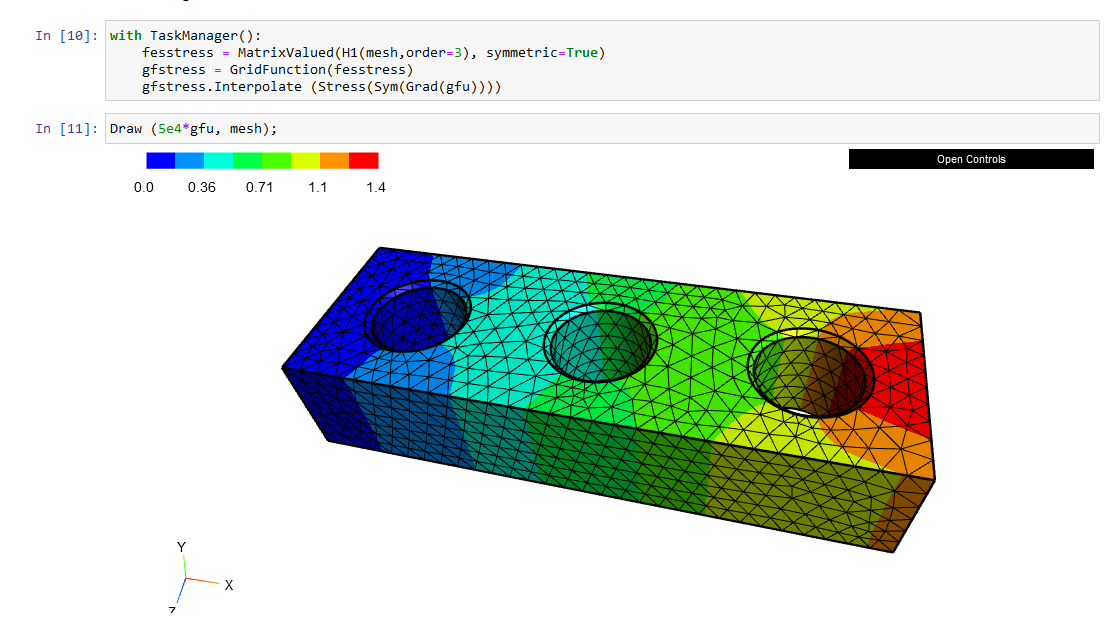 In [10]: with TaskManager():
fesstress = MatrixValued(H1(mesh,order=3), symmetric=True)
gfstress = GridFunction(fesstress)
gfstress.Interpolate (Stress(Sym(Grad(gfu))))
In [11]: Draw (5e4*gfu, mesh);
Open Controls
0.0 0.36 0.71 1.1 1.4
Y
X
Z